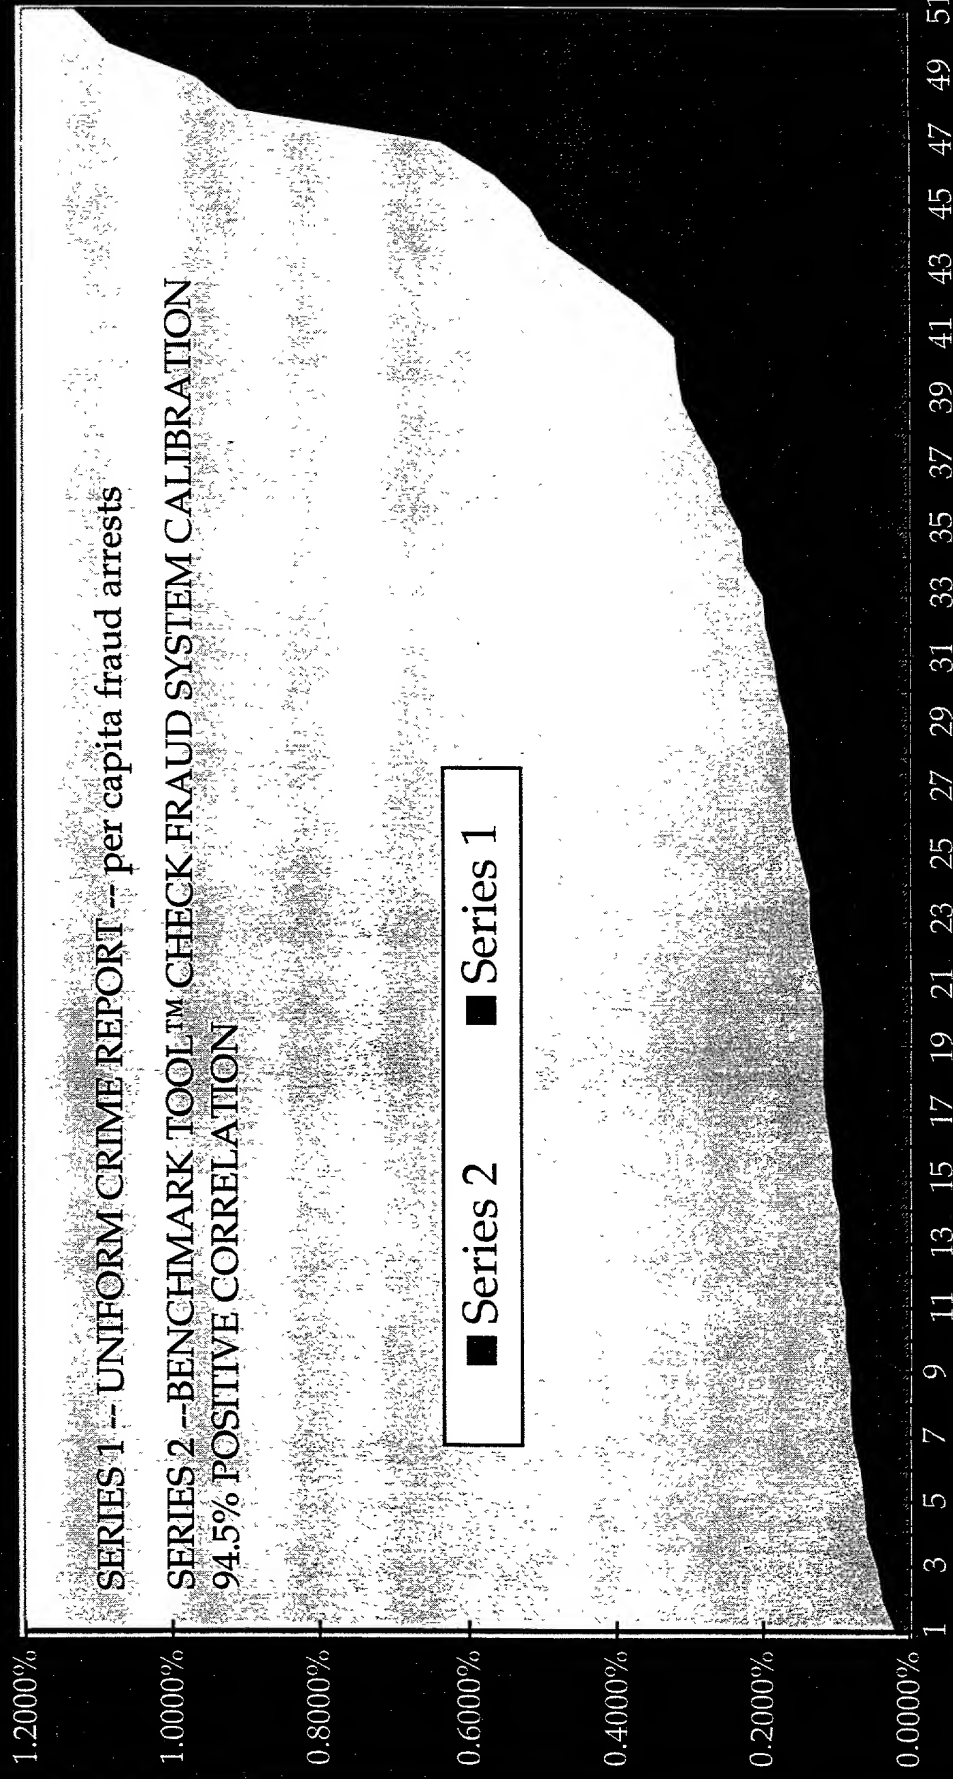 SERIES 1 -- UNIFORM CRIME REPORT -- per capita fraud arrests
SERIES 2 --BENCHMARK TOOL™ CHECK FRAUD SYSTEM CALIBRATION
94.5% POSITIVE CORRELATION
Series 2
Series 1
1.2000%
1.0000%
0.8000%
0.6000%
0.4000%
0.2000%
0.0000%
1 3 5 7 9 11 13 15 17 19 21 23 25 27 29 31 33 35 37 39 41 43 45 47 49 51